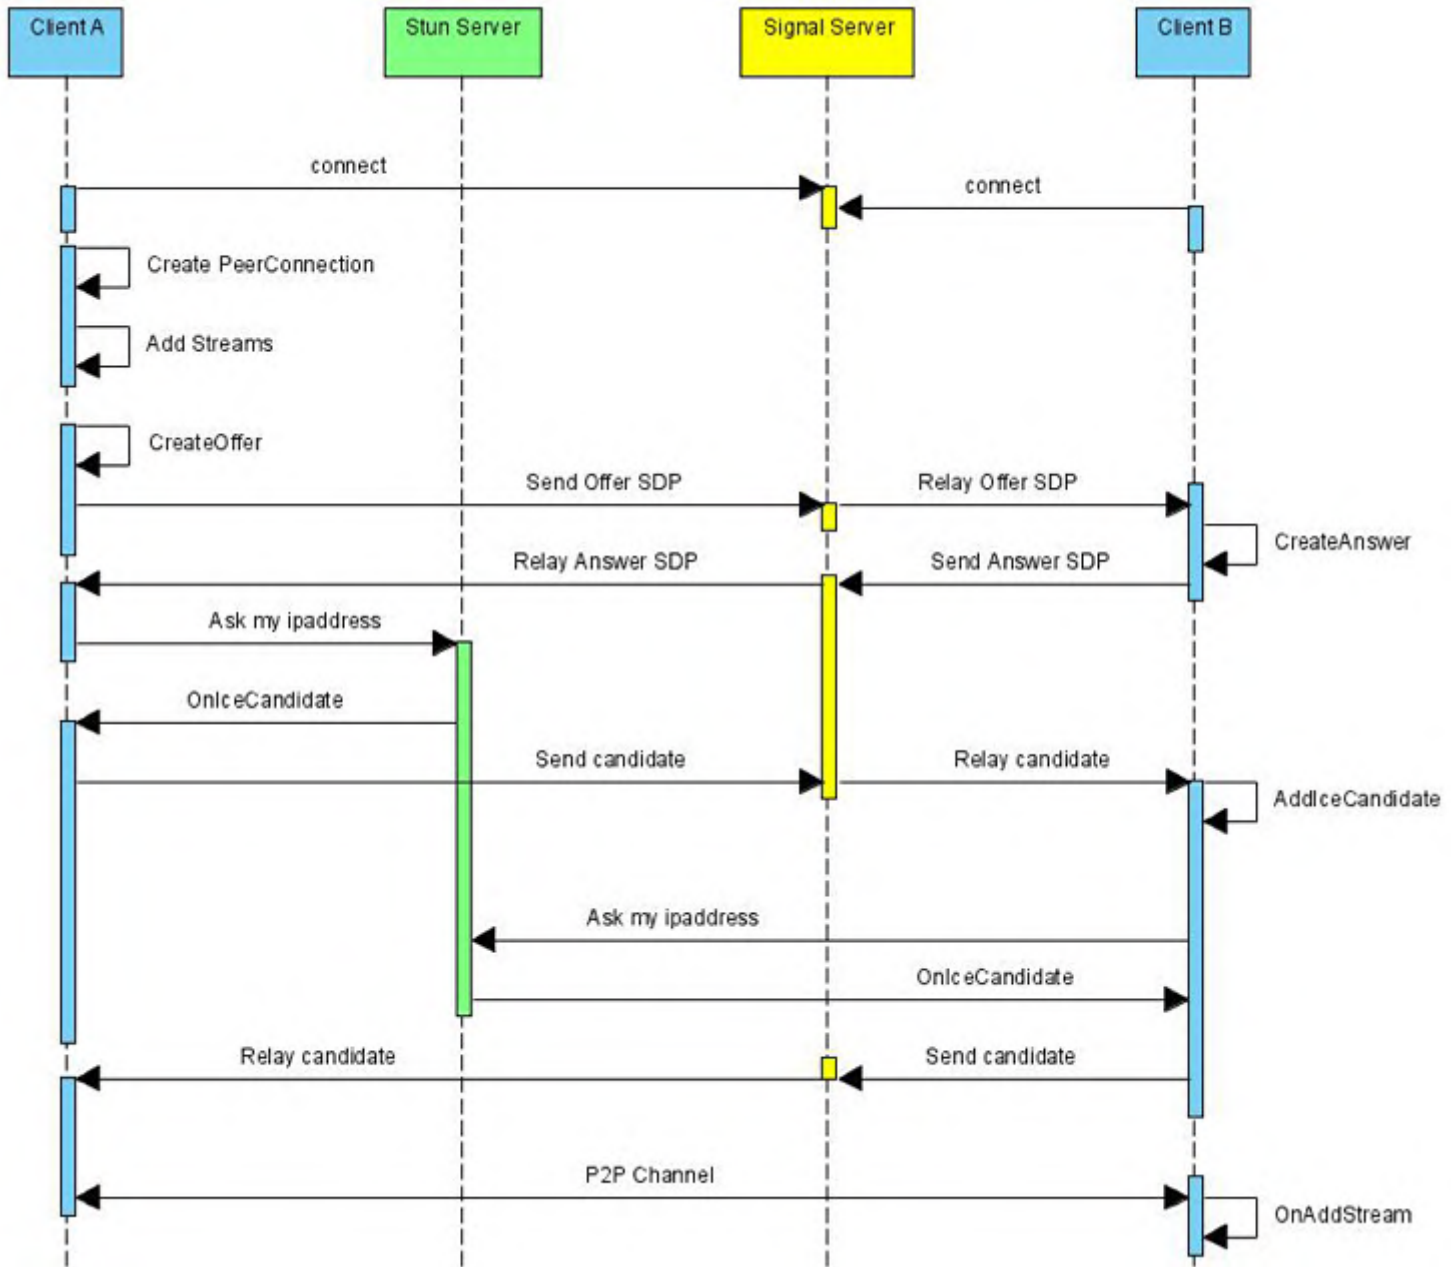 Client A
Stun Server
Signal Server
Client B
connect
connect
Create PeerConnection
Add Streams
CreateOffer
Send Offer SDP
Relay Offer SDP
CreateAnswer
Relay Answer SDP
Send Answer SDP
Ask my ipaddress
OnIceCandidate
Send candidate
Relay candidate
AddIceCandidate
Ask my ipaddress
OnIceCandidate
Relay candidate
Send candidate
P2P Channel
OnAddStream